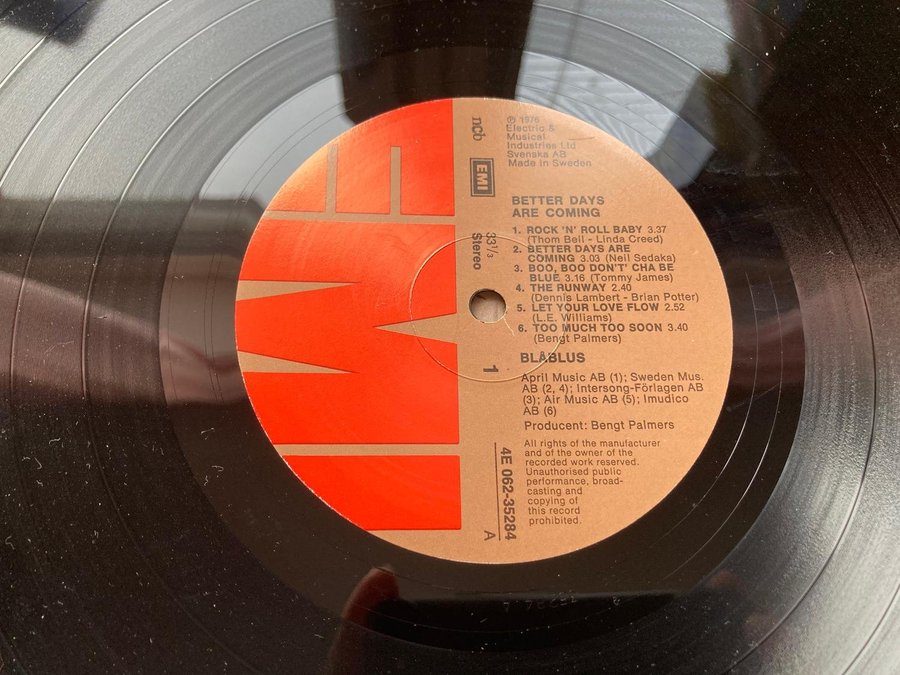 EMI
ncb
℗ 1976
Electric &
Musical
Industries Ltd
Svenska AB
Made in Sweden
EMI
33 1/3
Stereo
BETTER DAYS
ARE COMING
1. ROCK 'N' ROLL BABY 3.37
(Thom Bell - Linda Creed)
2. BETTER DAYS ARE
COMING 3.03 (Neil Sedaka)
3. BOO, BOO DON'T' CHA BE
BLUE 3.16 (Tommy James)
4. THE RUNWAY 2.40
(Dennis Lambert - Brian Potter)
5. LET YOUR LOVE FLOW 2.52
(L.E. Williams)
6. TOO MUCH TOO SOON 3.40
(Bengt Palmers)
1
BLÅBLUS
April Music AB (1); Sweden Mus.
AB (2, 4); Intersong-Förlagen AB
(3); Air Music AB (5); Imudico
AB (6)
Producent: Bengt Palmers
All rights of the manufacturer
and of the owner of the
recorded work reserved.
Unauthorised public
performance, broad-
casting and
copying of
this record
prohibited.
4E 062-35284
A